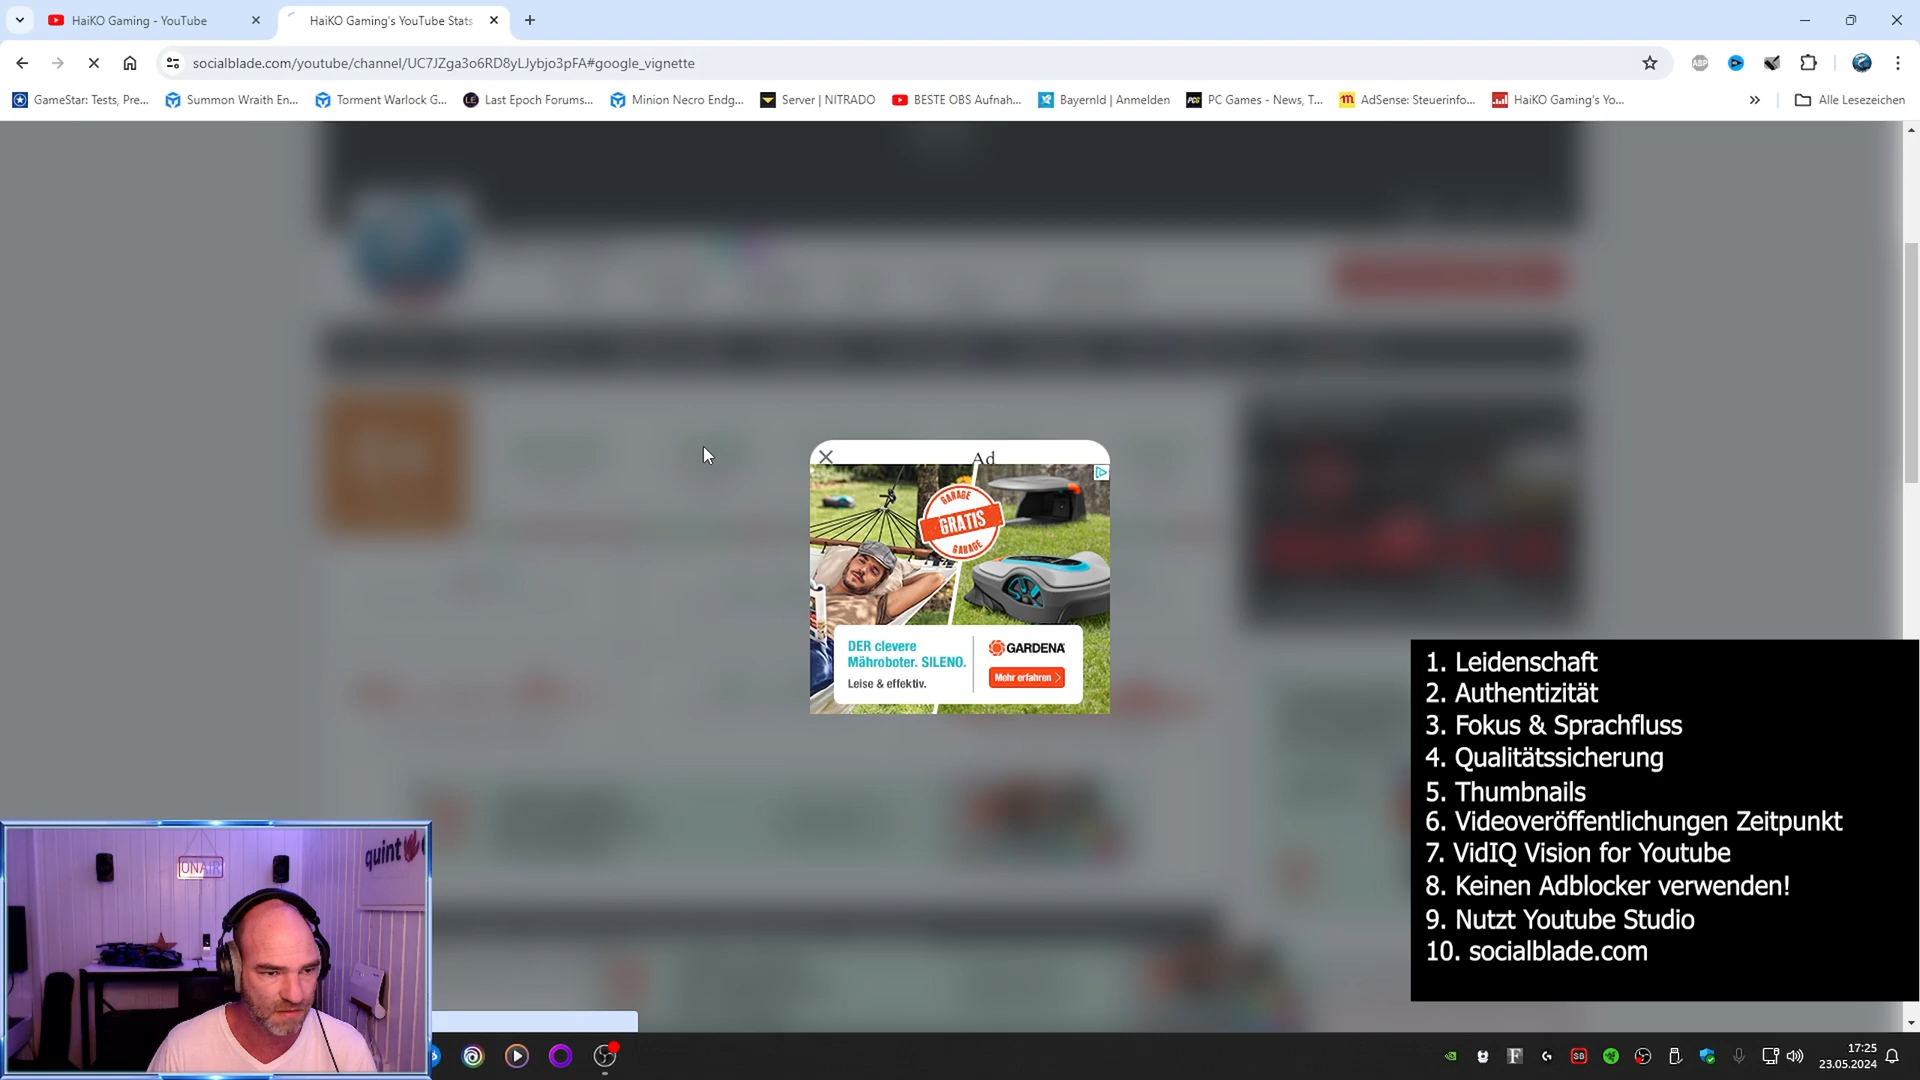 HaiKO Gaming - YouTube
HaiKO Gaming's YouTube Stats
socialblade.com/youtube/channel/UC7JZga3o6RD8yLJybjo3pFA#google_vignette
ABP
GameStar: Tests, Pre...
Summon Wraith En...
Torment Warlock G...
LE
Last Epoch Forums...
Minion Necro Endg...
Server | NITRADO
BESTE OBS Aufnah...
BayernId | Anmelden
PCG
PC Games - News, T...
m
AdSense: Steuerinfo...
HaiKO Gaming's Yo...
Alle Lesezeichen
Ad
GARAGE
GRATIS
GARAGE
DER clevere
Mähroboter. SILENO.
Leise & effektiv.
GARDENA
Mehr erfahren
1. Leidenschaft
2. Authentizität
3. Fokus & Sprachfluss
4. Qualitätssicherung
5. Thumbnails
6. Videoveröffentlichungen Zeitpunkt
7. VidIQ Vision for Youtube
8. Keinen Adblocker verwenden!
9. Nutzt Youtube Studio
10. socialblade.com
quint
ON AIR
SB
17:25
23.05.2024